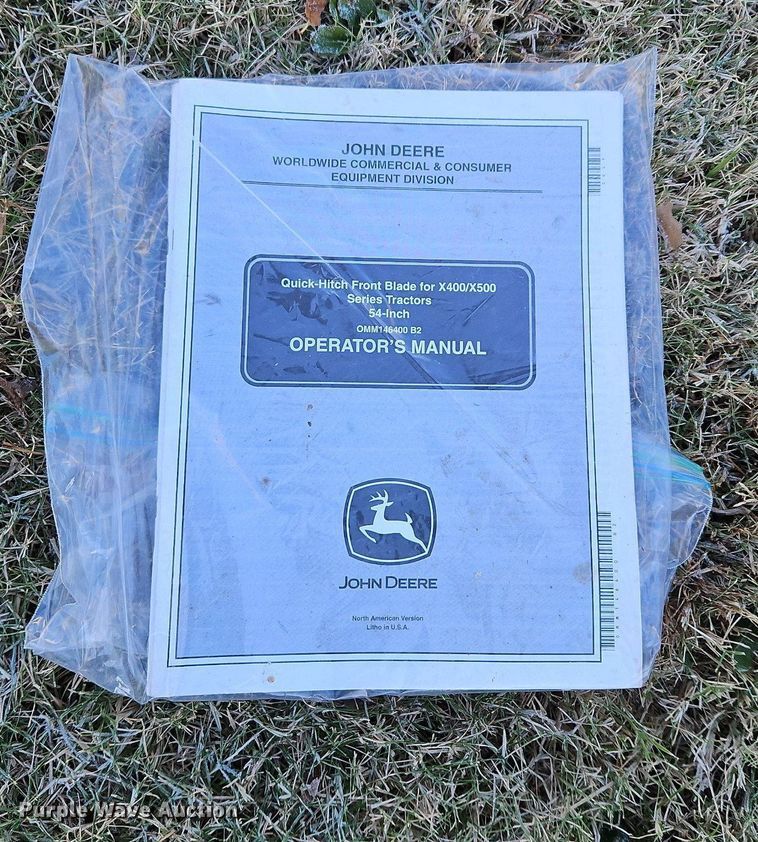 JOHN DEERE
WORLDWIDE COMMERCIAL & CONSUMER
EQUIPMENT DIVISION
Quick-Hitch Front Blade for X400/X500
Series Tractors
54-Inch
OMM146400 B2
OPERATOR'S MANUAL
JOHN DEERE
North American Version
Litho in U.S.A.
Purple Wave Auction